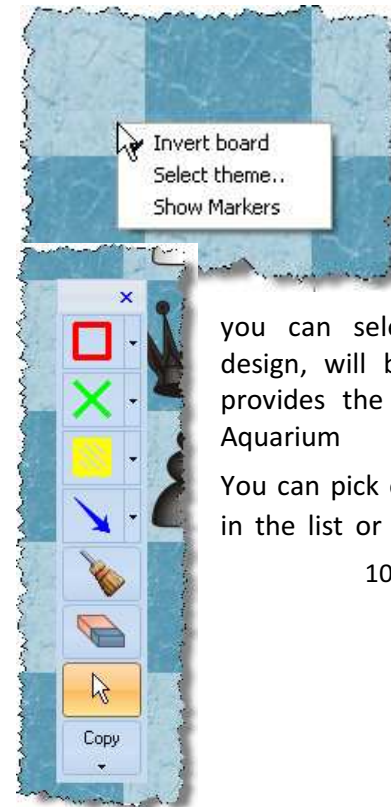 Invert board
Select theme..
Show Markers
you can sele
design, will b
provides the
Aquarium
You can pick
in the list or
10
Copy